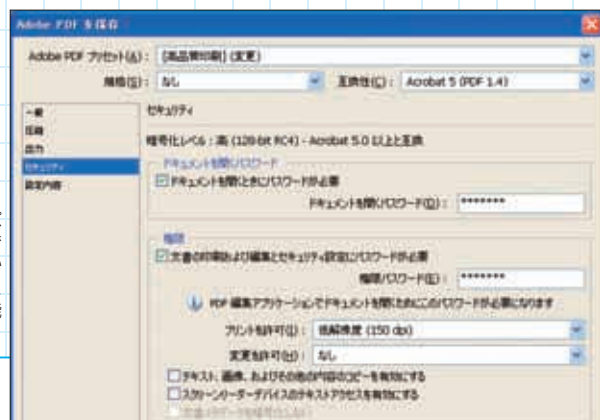 Adobe PDF を保存
Adobe PDF プリセット(A): [高品質印刷] (変更)
規格(S): なし 互換性(C): Acrobat 5 (PDF 1.4)
一般
圧縮
出力
セキュリティ
設定内容
セキュリティ
暗号化レベル : 高 (128-bit RC4) - Acrobat 5.0 以上と互換
ドキュメントを開くパスワード
ドキュメントを開くときにパスワードが必要
ドキュメントを開くパスワード(D): *******
権限
文書の印刷および編集とセキュリティ設定にパスワードが必要
権限パスワード(E): *******
PDF 編集アプリケーションでドキュメントを開くためにこのパスワードが必要になります
プリントを許可(I): 低解像度 (150 dpi)
変更を許可(H): なし
テキスト、画像、およびその他の内容のコピーを有効にする
スクリーンリーダーデバイスのテキストアクセスを有効にする